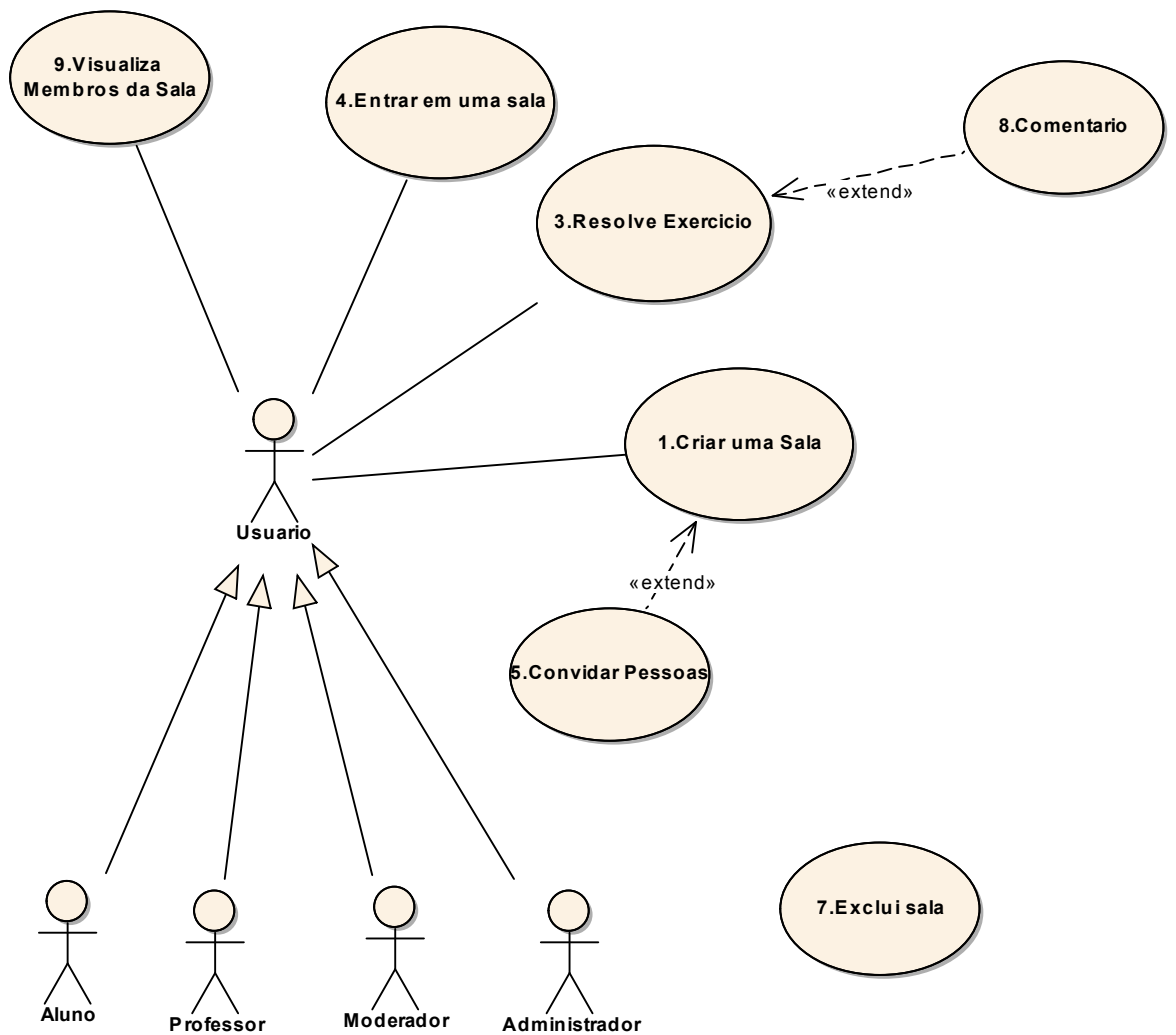 9.Visualiza
Membros da Sala
4.Entrar em uma sala
8.Comentario
«extend»
3.Resolve Exercicio
1.Criar uma Sala
Usuario
«extend»
5.Convidar Pessoas
7.Exclui sala
Aluno
Professor
Moderador
Administrador